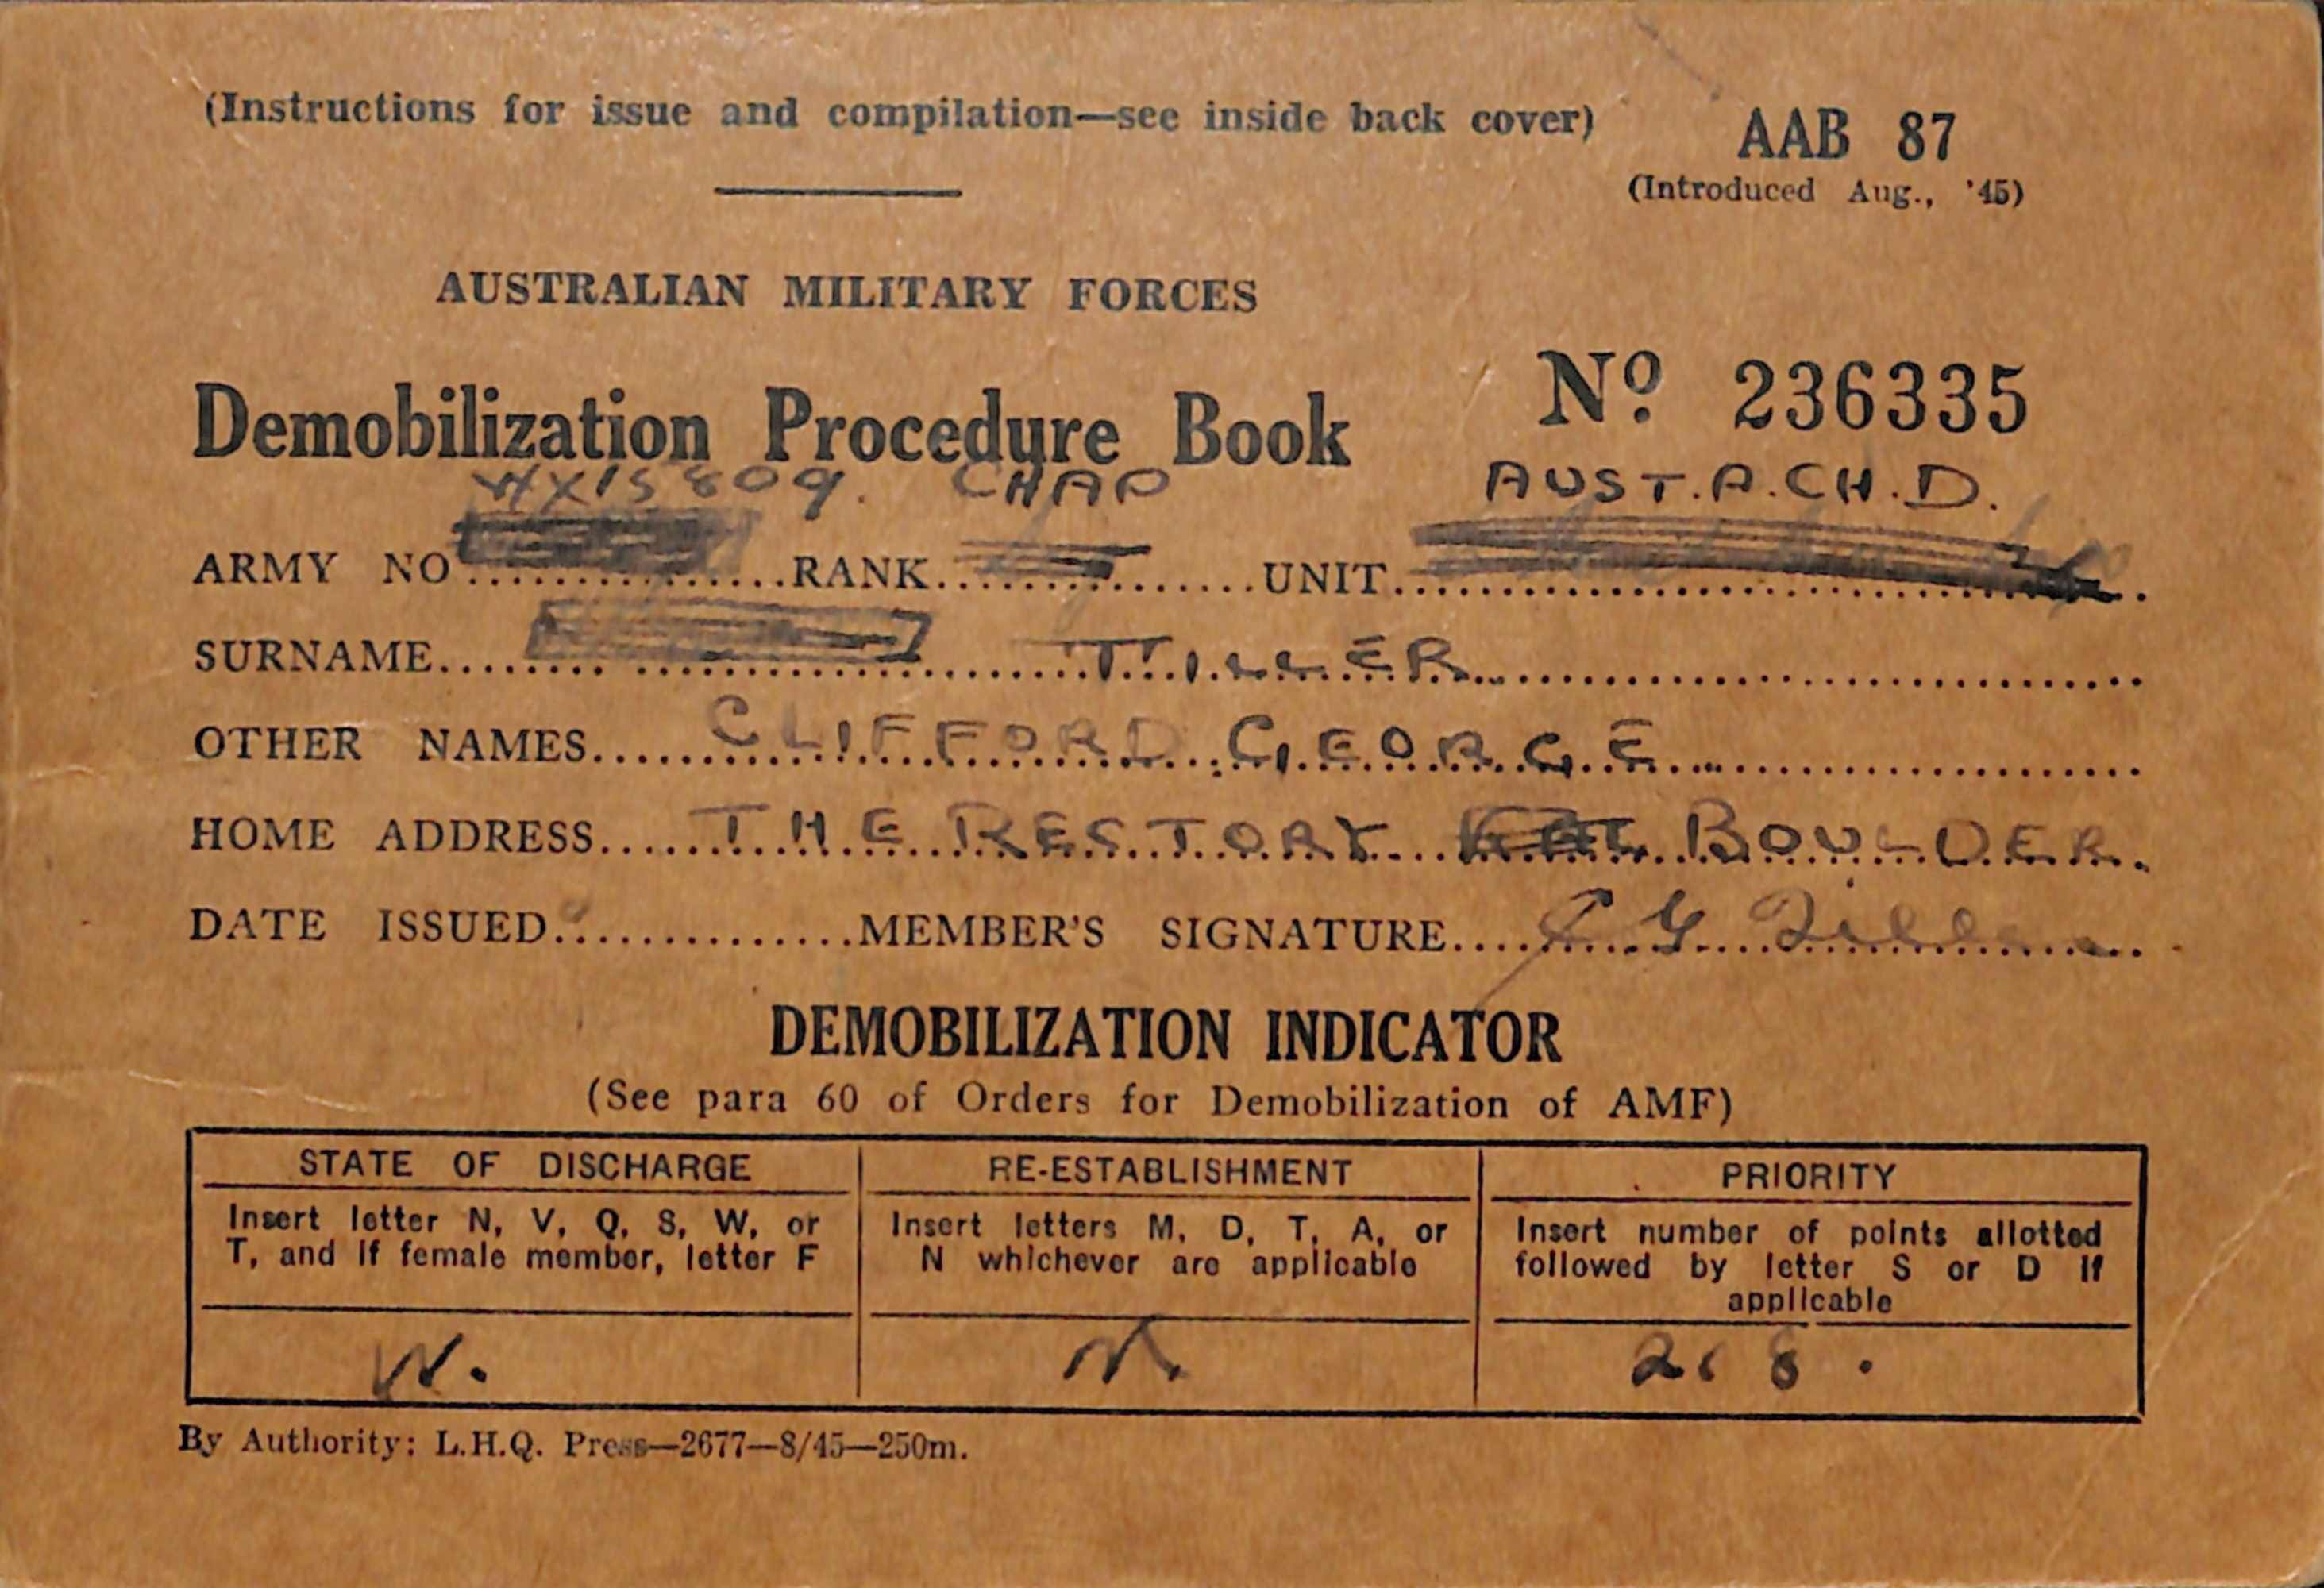 (Instructions for issue and compilation—see inside back cover)
AAB 87
(Introduced Aug., '45)
AUSTRALIAN MILITARY FORCES
Demobilization Procedure Book
Nº 236335
WX15809. CHAP AUST.A.CH.D.
ARMY NO..............RANK..............UNIT..............
SURNAME..............TILLER..............
OTHER NAMES......CLIFFORD GEORGE..............
HOME ADDRESS......THE RESTORY BOULDER.
DATE ISSUED..............MEMBER'S SIGNATURE....C G Tiller
DEMOBILIZATION INDICATOR
(See para 60 of Orders for Demobilization of AMF)
STATE OF DISCHARGE
Insert letter N, V, Q, S, W, or
T, and if female member, letter F
W.
RE-ESTABLISHMENT
Insert letters M, D, T, A, or
N whichever are applicable
N.
PRIORITY
Insert number of points allotted
followed by letter S or D if
applicable
218.
By Authority: L.H.Q. Press—2677—8/45—250m.